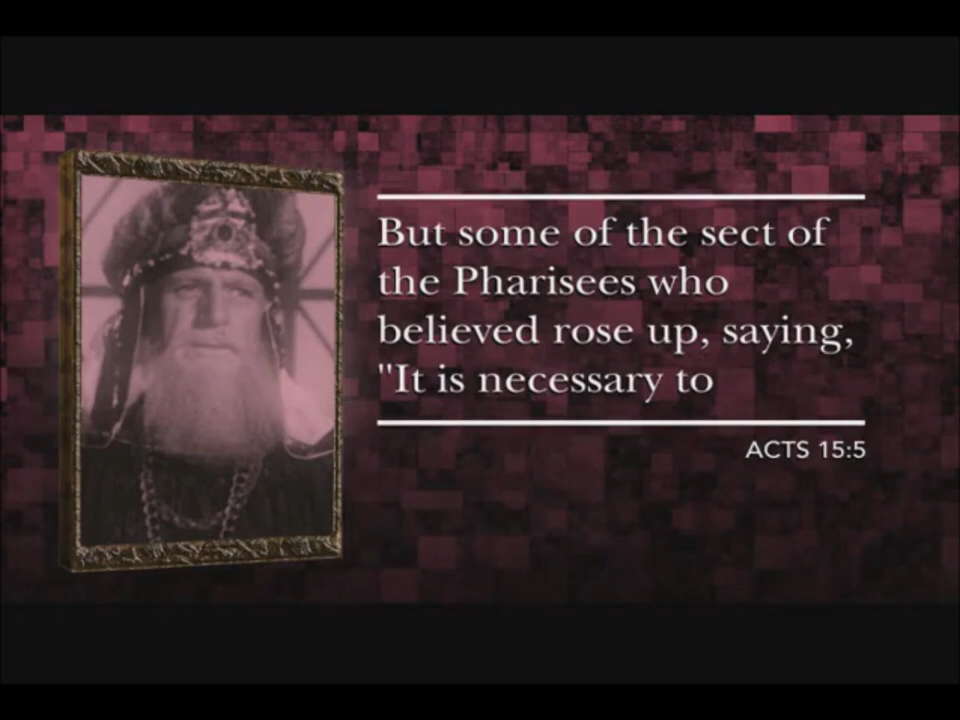 But some of the sect of
the Pharisees who
believed rose up, saying,
"It is necessary to
ACTS 15:5